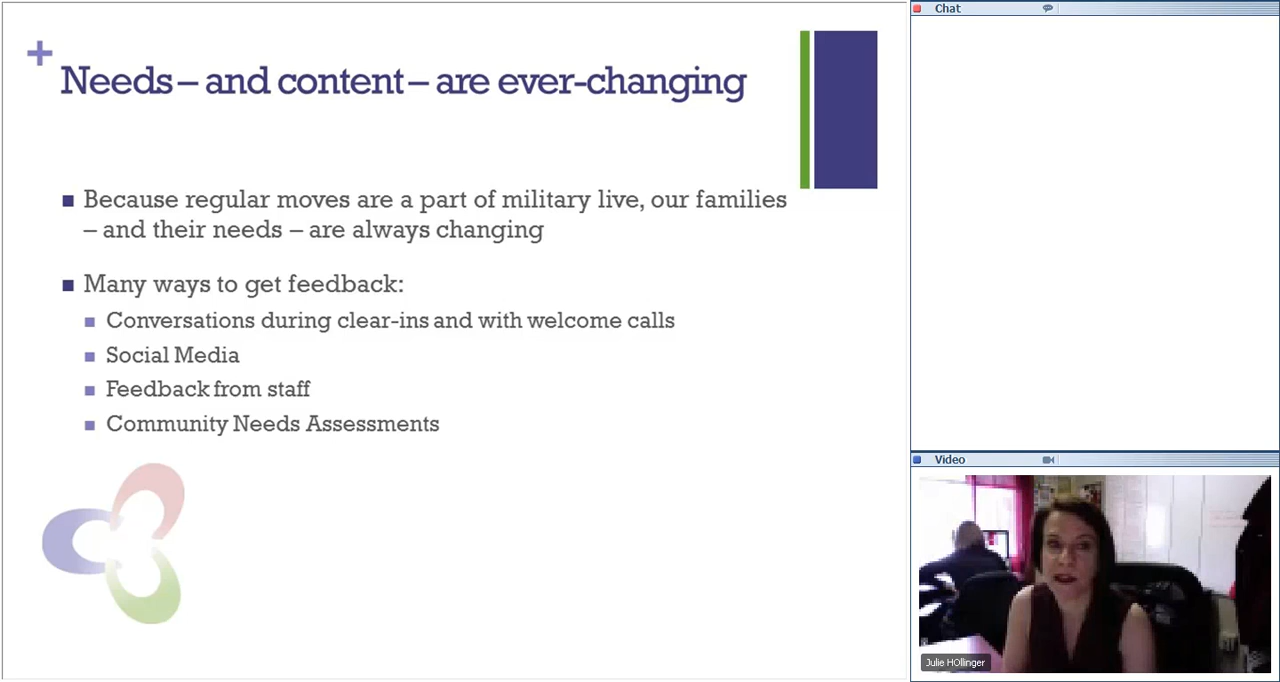 +
Needs – and content – are ever-changing
■ Because regular moves are a part of military live, our families
– and their needs – are always changing
■ Many ways to get feedback:
■ Conversations during clear-ins and with welcome calls
■ Social Media
■ Feedback from staff
■ Community Needs Assessments
Chat
Video
Julie HOllinger